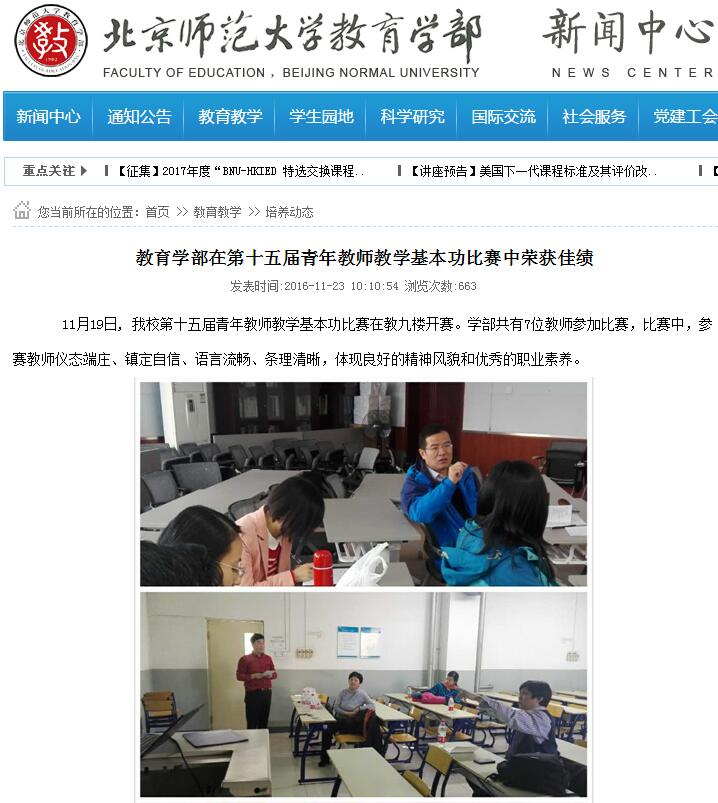 北京师范大学教育学部
新闻中心
FACULTY OF EDUCATION , BEIJING NORMAL UNIVERSITY
NEWS CENTER
新闻中心 通知公告 教育教学 学生园地 科学研究 国际交流 社会服务 党建工会
重点关注 【征集】2017年度“BNU-HKIED 特选交换课程.. 【讲座预告】美国下一代课程标准及其评价改..
您当前所在的位置: 首页 >> 教育教学 >> 培养动态
教育学部在第十五届青年教师教学基本功比赛中荣获佳绩
发表时间:2016-11-23 10:10:54 浏览次数:663
11月19日, 我校第十五届青年教师教学基本功比赛在教九楼开赛。学部共有7位教师参加比赛，比赛中，参
赛教师仪态端庄、镇定自信、语言流畅、条理清晰，体现良好的精神风貌和优秀的职业素养。